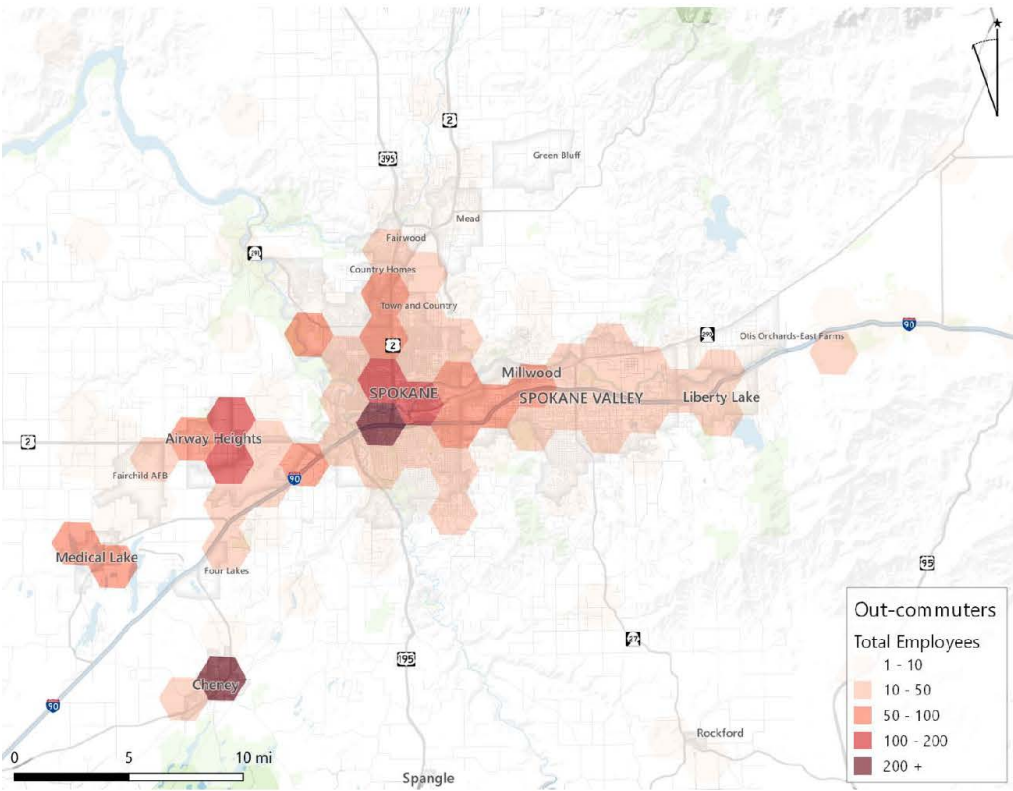 2
395
Green Bluff
Mead
Fairwood
291
Country Homes
Town and Country
2
290
Otis Orchards-East Farms
90
Millwood
SPOKANE
SPOKANE VALLEY
Liberty Lake
2
Airway Heights
Fairchild AFB
90
Medical Lake
Four Lakes
95
27
195
Cheney
90
Rockford
Spangle
0 5 10 mi
Out-commuters
Total Employees
1 - 10
10 - 50
50 - 100
100 - 200
200 +